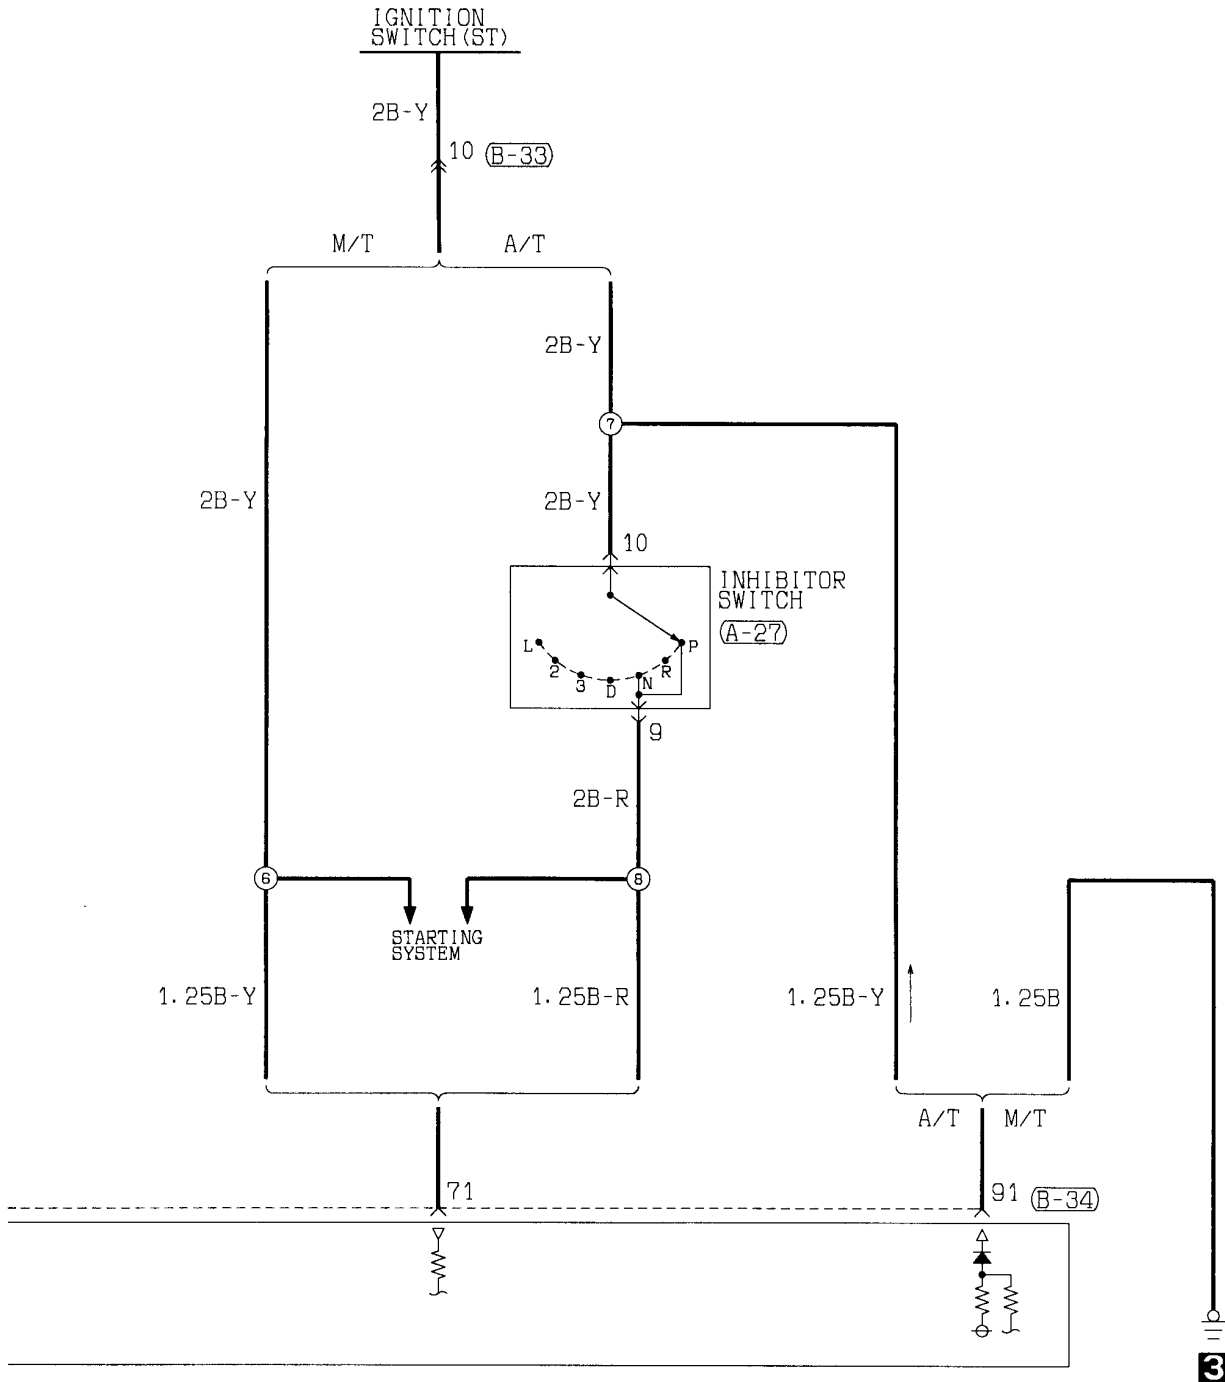 IGNITION
SWITCH(ST)
2B-Y
10 B-33
M/T A/T
2B-Y
7
2B-Y 2B-Y
10
INHIBITOR
SWITCH
A-27
L 2 3 D N R P
9
2B-R
6 8
STARTING
SYSTEM
1.25B-Y 1.25B-R 1.25B-Y 1.25B
A/T M/T
71 91 B-34
3